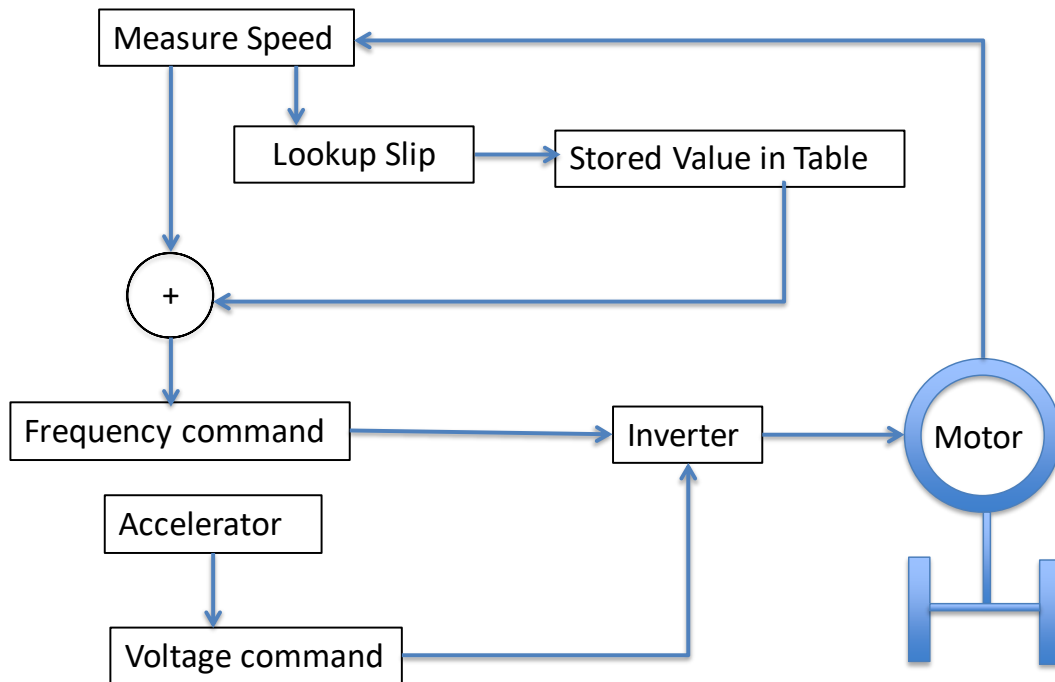 Measure Speed
Lookup Slip
Stored Value in Table
+
Frequency command
Inverter
Motor
Accelerator
Voltage command